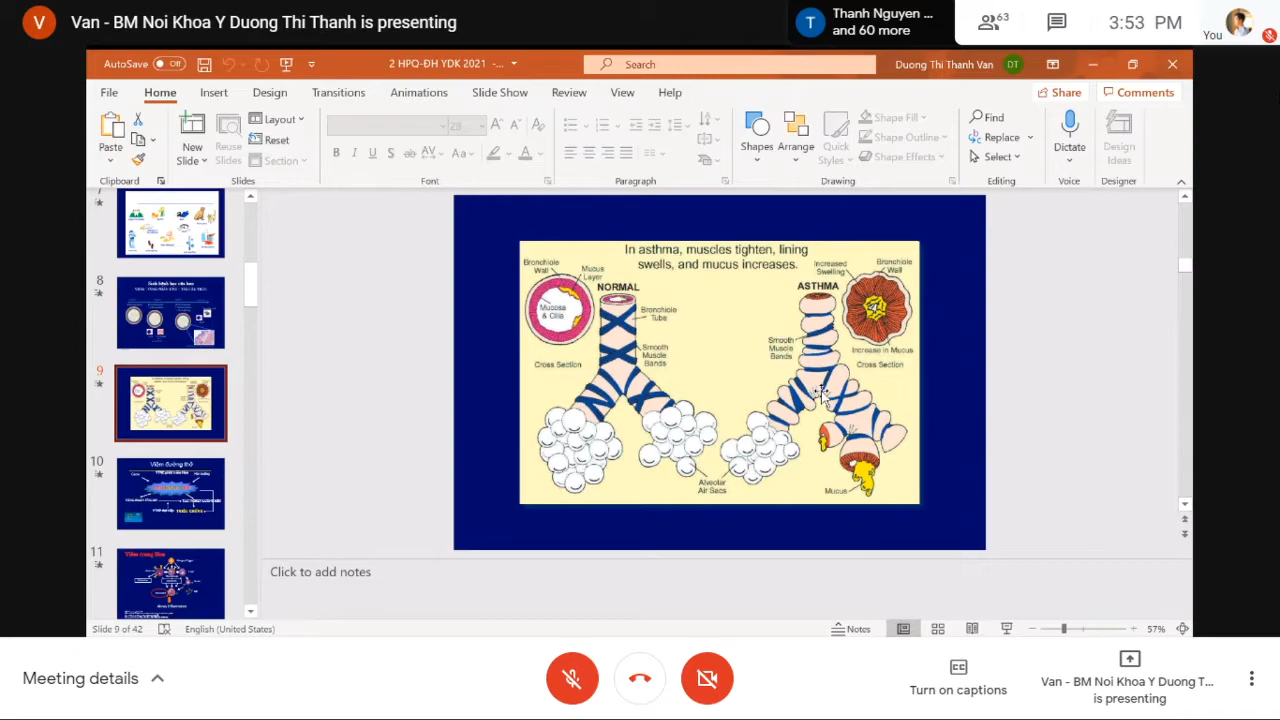 V Van - BM Noi Khoa Y Duong Thi Thanh is presenting
T Thanh Nguyen ...
and 60 more
63
3:53 PM
You
AutoSave Off
2 HPQ-ĐH YDK 2021 -...
Search
Duong Thi Thanh Van DT
File Home Insert Design Transitions Animations Slide Show Review View Help
Share Comments
Paste
New
Slide
Reuse
Slides
Layout
Reset
Section
28
Shapes
Arrange
Quick
Styles
Shape Fill
Shape Outline
Shape Effects
Find
Replace
Select
Dictate
Design
Ideas
Clipboard Slides Font Paragraph Drawing Editing Voice Designer
7
8
9
10
Viêm đường thở
11
In asthma, muscles tighten, lining
swells, and mucus increases.
Bronchiole
Wall
Mucus
Layer
NORMAL
Mucosa
& Cilia
Bronchiole
Tube
Smooth
Muscle
Bands
Cross Section
Increased
Swelling
Bronchiole
Wall
ASTHMA
Smooth
Muscle
Bands
Increase in Mucus
Cross Section
Alveolar
Air Sacs
Mucus
Click to add notes
Slide 9 of 42 English (United States) Notes 57%
Meeting details
Turn on captions
Van - BM Noi Khoa Y Duong T...
is presenting